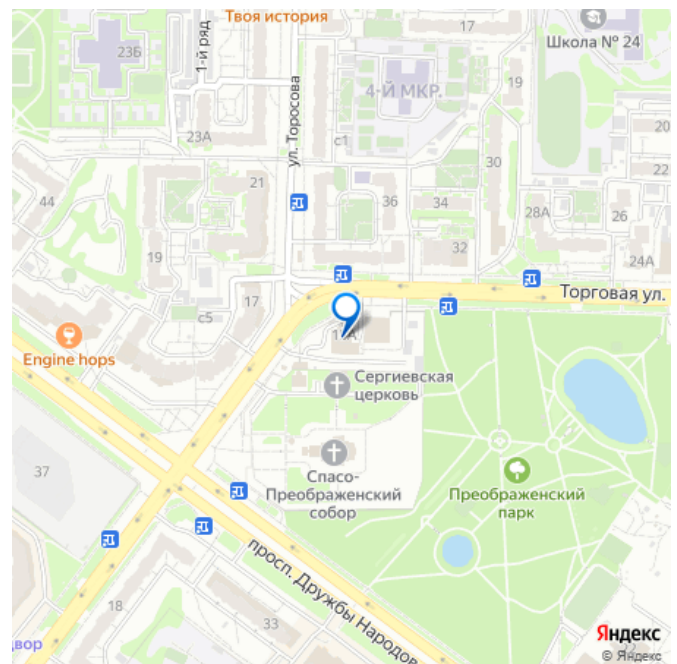 Твоя история
23Б
1-й ряд
Школа № 24
4-Й МКР.
19
ул. Торосова
23А
с1
20
30
22
44
21
36
34
28А
26
19
32
24А
17
Торговая ул.
с5
Engine hops
Сергиевская
церковь
37
Спасо-
Преображенский
собор
Преображенский
парк
просп. Дружбы Народов
18
33
двор
Яндекс
© Яндекс